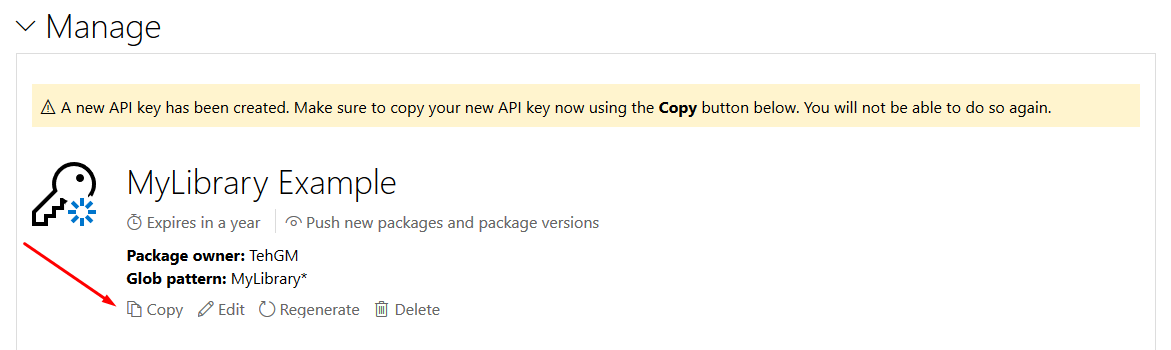 Manage
A new API key has been created. Make sure to copy your new API key now using the Copy button below. You will not be able to do so again.
MyLibrary Example
Expires in a year Push new packages and package versions
Package owner: TehGM
Glob pattern: MyLibrary*
Copy Edit Regenerate Delete